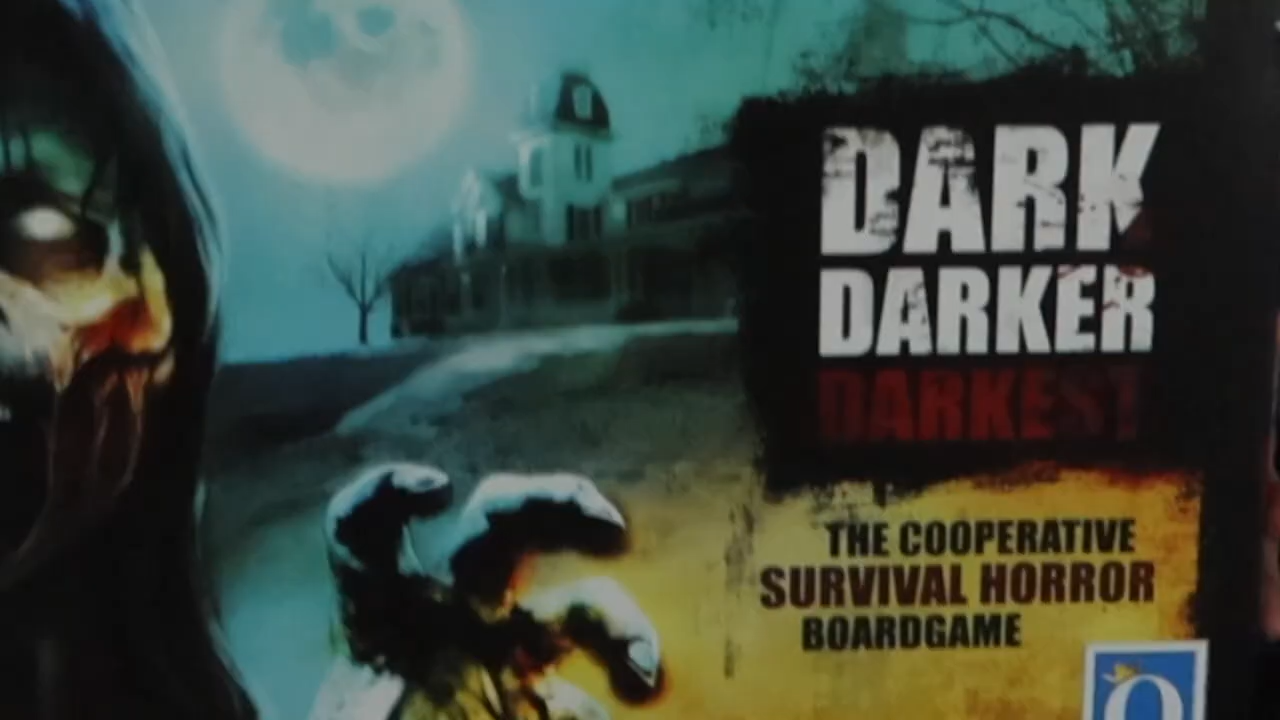 DARK
DARKER
DARKEST
THE COOPERATIVE
SURVIVAL HORROR
BOARDGAME
Q